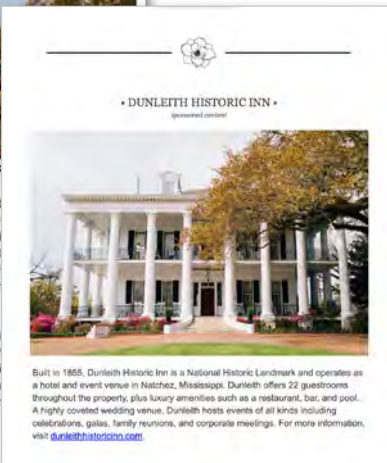 • DUNLEITH HISTORIC INN •
sponsored content
Built in 1855, Dunleith Historic Inn is a National Historic Landmark and operates as
a hotel and event venue in Natchez, Mississippi. Dunleith offers 22 guestrooms
throughout the property, plus luxury amenities such as a restaurant, bar, and pool.
A highly coveted wedding venue, Dunleith hosts events of all kinds including
celebrations, galas, family reunions, and corporate meetings. For more information,
visit dunleithhistoricinn.com.